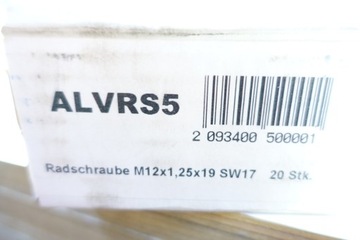 ALVRS5
2 093400 500001
Radschraube M12x1,25x19 SW17 20 Stk.